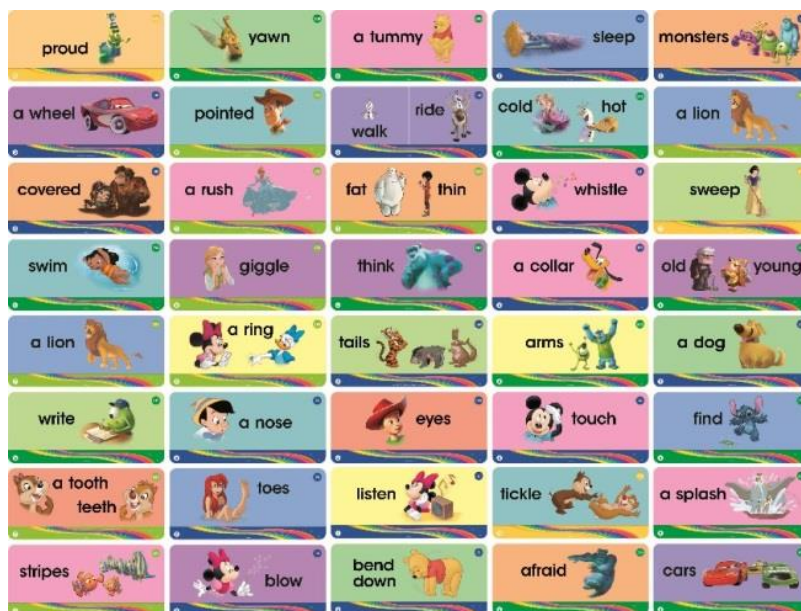 proud
yawn
a tummy
sleep
monsters
a wheel
pointed
walk
ride
cold
hot
a lion
covered
a rush
fat
thin
whistle
sweep
swim
giggle
think
a collar
old
young
a lion
a ring
tails
arms
a dog
write
a nose
eyes
touch
find
a tooth
teeth
toes
listen
tickle
a splash
stripes
blow
bend
down
afraid
cars